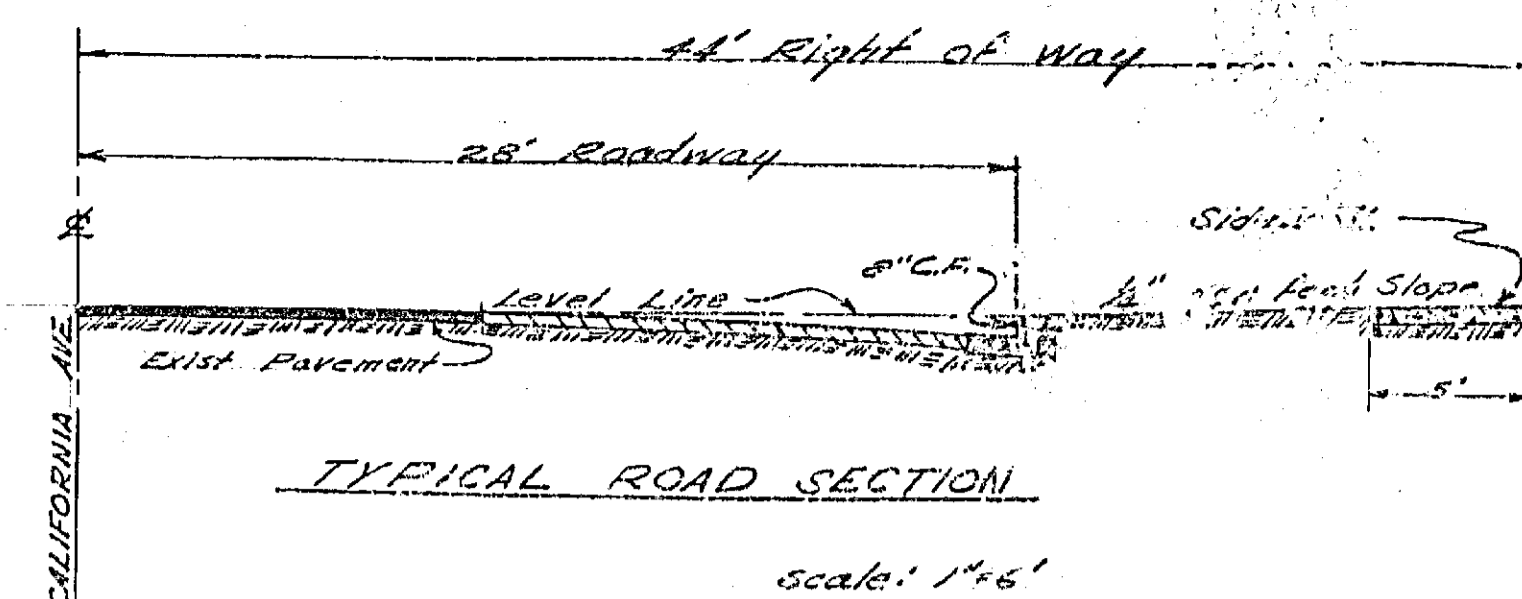 44' Right of Way
28' Roadway
℄
8" C.F.
Level Line
Slope
Exist Pavement
5'
CALIFORNIA AVE
TYPICAL ROAD SECTION
Scale: 1"=6'